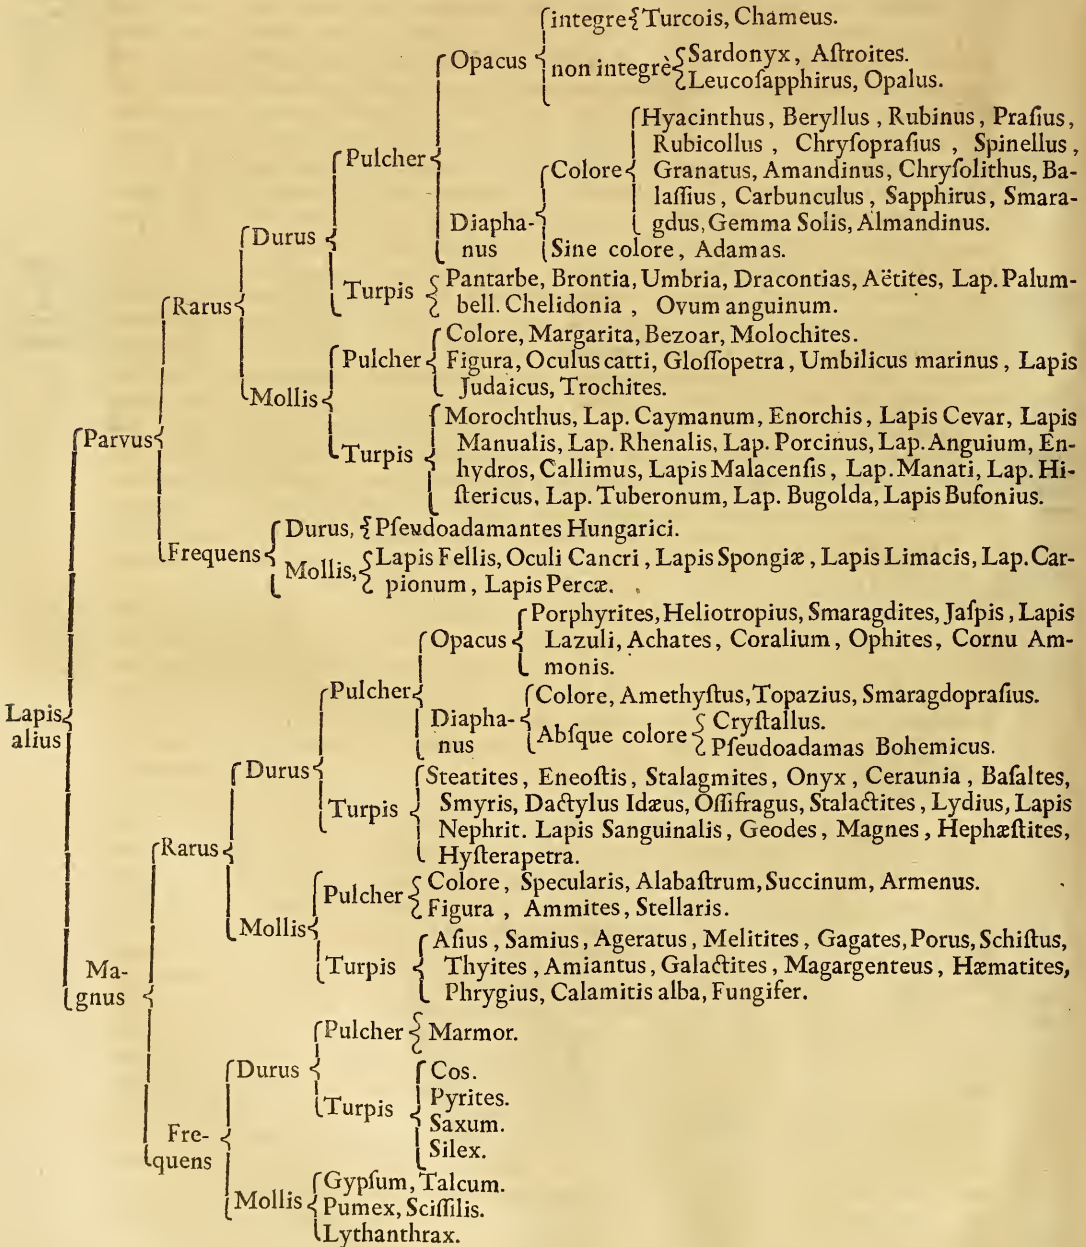 integre Turcois, Chameus.
Opacus
non integrè Sardonyx, Aſtroites.
Leucoſapphirus, Opalus.
Hyacinthus, Beryllus, Rubinus, Praſius,
Pulcher
Rubicollus, Chryſopraſius, Spinellus,
Colore
Granatus, Amandinus, Chryſolithus, Ba-
laſſius, Carbunculus, Sapphirus, Smara-
Diapha-
nus
gdus, Gemma Solis, Almandinus.
Durus
Sine colore, Adamas.
Turpis
Pantarbe, Brontia, Umbria, Dracontias, Aëtites, Lap. Palum-
bell. Chelidonia, Ovum anguinum.
Rarus
Pulcher
Colore, Margarita, Bezoar, Molochites.
Figura, Oculus catti, Gloſſopetra, Umbilicus marinus, Lapis
Judaicus, Trochites.
Mollis
Parvus
Morochthus, Lap. Caymanum, Enorchis, Lapis Cevar, Lapis
Turpis
Manualis, Lap. Rhenalis, Lap. Porcinus, Lap. Anguium, En-
hydros, Callimus, Lapis Malacenſis, Lap. Manati, Lap. Hi-
ſtericus, Lap. Tuberonum, Lap. Bugolda, Lapis Bufonius.
Frequens
Durus, Pſeudoadamantes Hungarici.
Mollis, Lapis Fellis, Oculi Cancri, Lapis Spongiæ, Lapis Limacis, Lap. Car-
pionum, Lapis Percæ.
Lapis
alius
Porphyrites, Heliotropius, Smaragdites, Jaſpis, Lapis
Opacus
Lazuli, Achates, Coralium, Ophites, Cornu Am-
monis.
Pulcher
Diapha-
nus
Colore, Amethyſtus, Topazius, Smaragdopraſius.
Abſque colore Cryſtallus.
Pſeudoadamas Bohemicus.
Durus
Steatites, Eneoſtis, Stalagmites, Onyx, Ceraunia, Baſaltes,
Turpis
Smyris, Dactylus Idæus, Oſſifragus, Stalactites, Lydius, Lapis
Nephrit. Lapis Sanguinalis, Geodes, Magnes, Hephæſtites,
Hyſterapetra.
Rarus
Pulcher
Colore, Specularis, Alabaſtrum, Succinum, Armenus.
Figura, Ammites, Stellaris.
Mollis
Aſius, Samius, Ageratus, Melitites, Gagates, Porus, Schiſtus,
Turpis
Thyites, Amiantus, Galactites, Magargenteus, Hæmatites,
Phrygius, Calamitis alba, Fungifer.
Ma-
gnus
Pulcher Marmor.
Durus
Cos.
Turpis
Pyrites.
Saxum.
Silex.
Fre-
quens
Mollis
Gypſum, Talcum.
Pumex, Sciſſilis.
Lythanthrax.